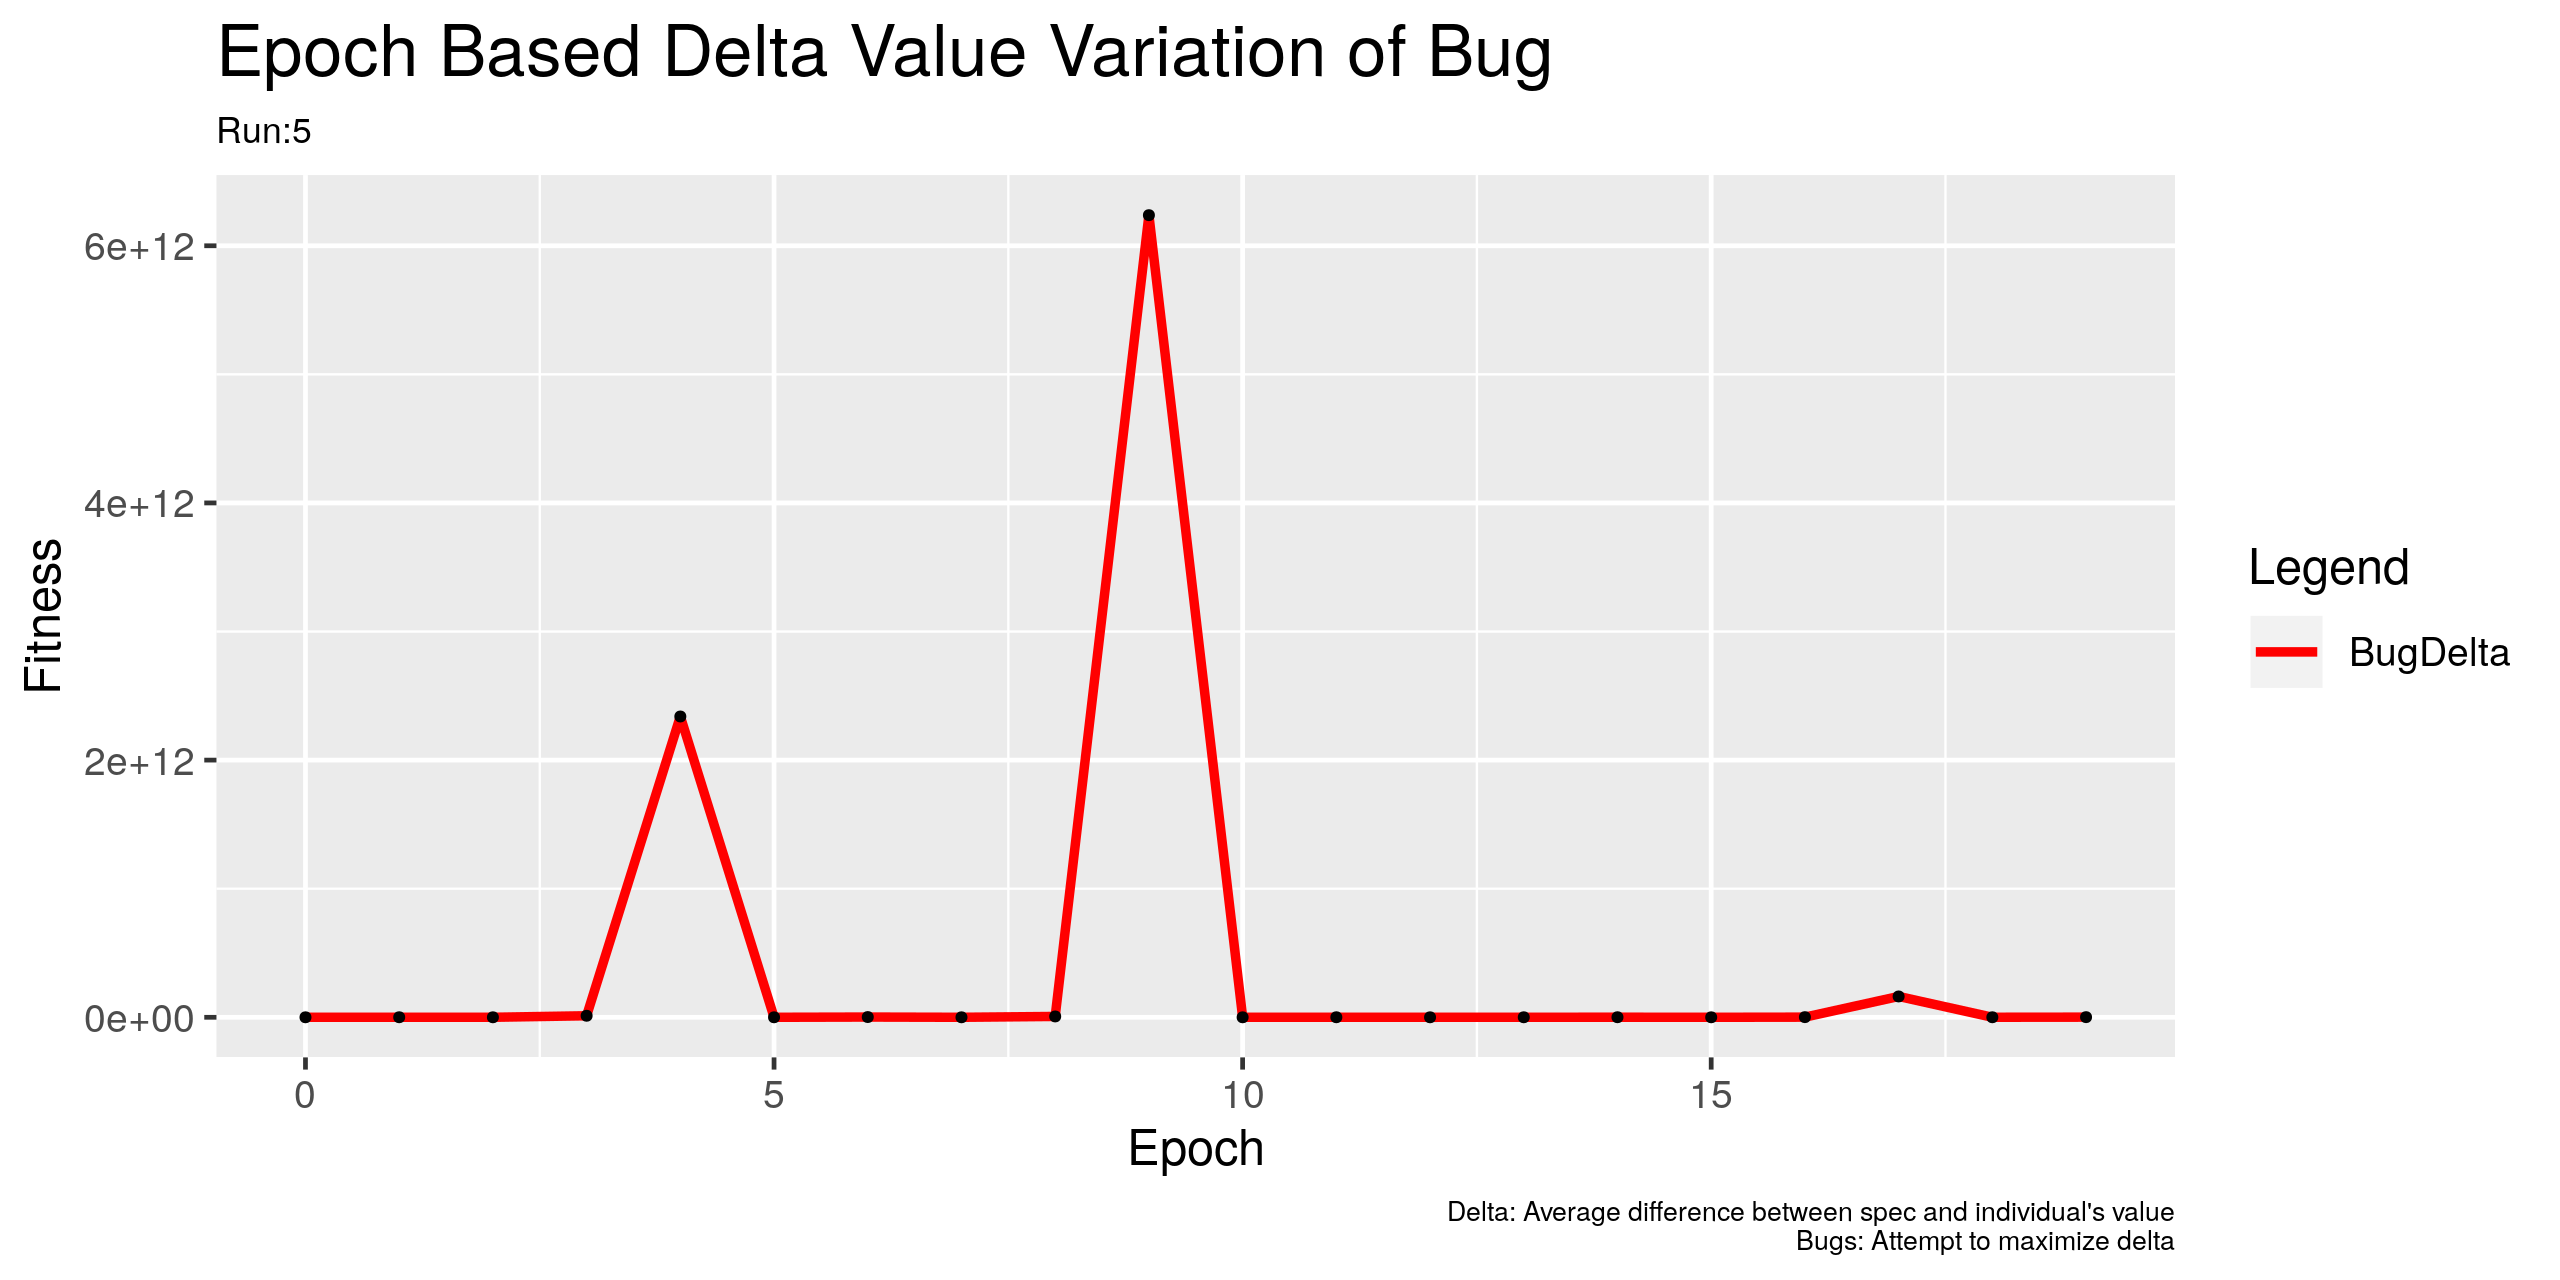 Epoch Based Delta Value Variation of Bug
Run:5
6e+12
4e+12
2e+12
0e+00
Fitness
0 5 10 15
Epoch
Legend
BugDelta
Delta: Average difference between spec and individual's value
Bugs: Attempt to maximize delta